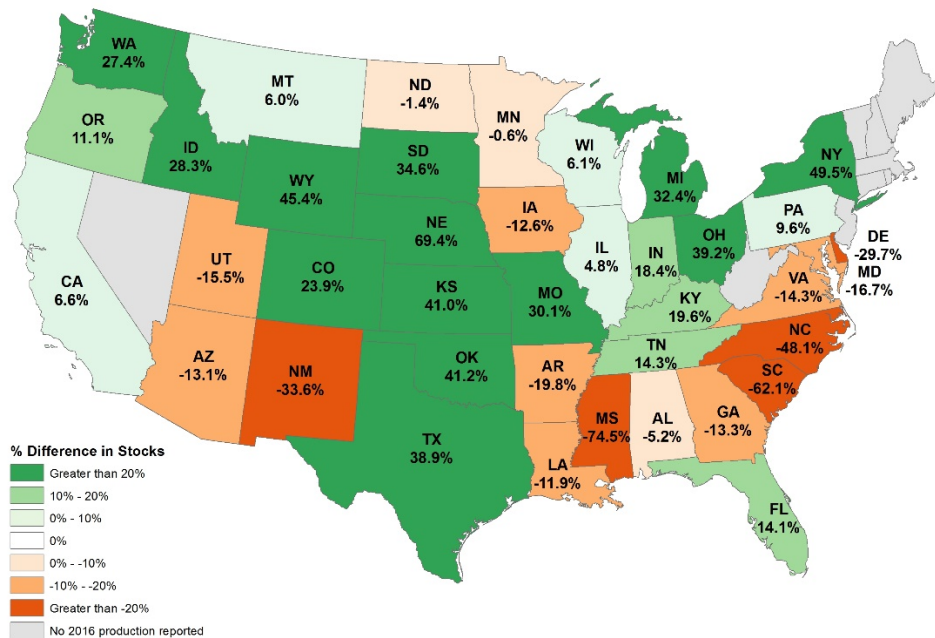 WA
27.4%
MT
6.0%
ND
-1.4%
MN
-0.6%
OR
11.1%
ID
28.3%
WY
45.4%
SD
34.6%
WI
6.1%
MI
32.4%
NY
49.5%
NE
69.4%
IA
-12.6%
PA
9.6%
CA
6.6%
UT
-15.5%
CO
23.9%
KS
41.0%
MO
30.1%
IL
4.8%
IN
18.4%
OH
39.2%
DE
-29.7%
MD
-16.7%
VA
-14.3%
KY
19.6%
NC
-48.1%
TN
14.3%
SC
-62.1%
AZ
-13.1%
NM
-33.6%
OK
41.2%
AR
-19.8%
MS
-74.5%
AL
-5.2%
GA
-13.3%
TX
38.9%
LA
-11.9%
FL
14.1%
% Difference in Stocks
Greater than 20%
10% - 20%
0% - 10%
0%
0% - -10%
-10% - -20%
Greater than -20%
No 2016 production reported